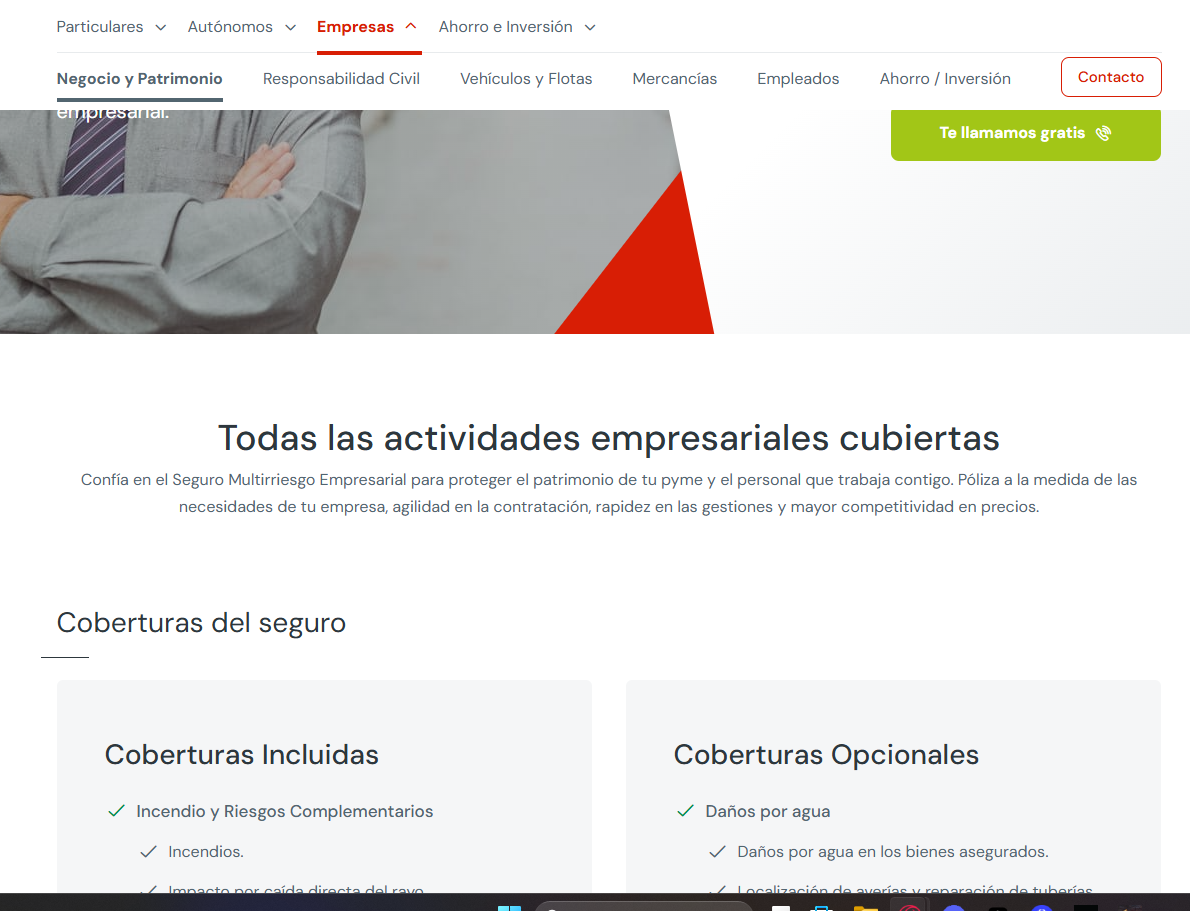 Particulares Autónomos Empresas Ahorro e Inversión
Negocio y Patrimonio Responsabilidad Civil Vehículos y Flotas Mercancías Empleados Ahorro / Inversión Contacto
empresarial.
Te llamamos gratis
Todas las actividades empresariales cubiertas
Confía en el Seguro Multirriesgo Empresarial para proteger el patrimonio de tu pyme y el personal que trabaja contigo. Póliza a la medida de las
necesidades de tu empresa, agilidad en la contratación, rapidez en las gestiones y mayor competitividad en precios.
Coberturas del seguro
Coberturas Incluidas
Incendio y Riesgos Complementarios
Incendios.
Impacto por caída directa del rayo.
Coberturas Opcionales
Daños por agua
Daños por agua en los bienes asegurados.
Localización de averías y reparación de tuberías.